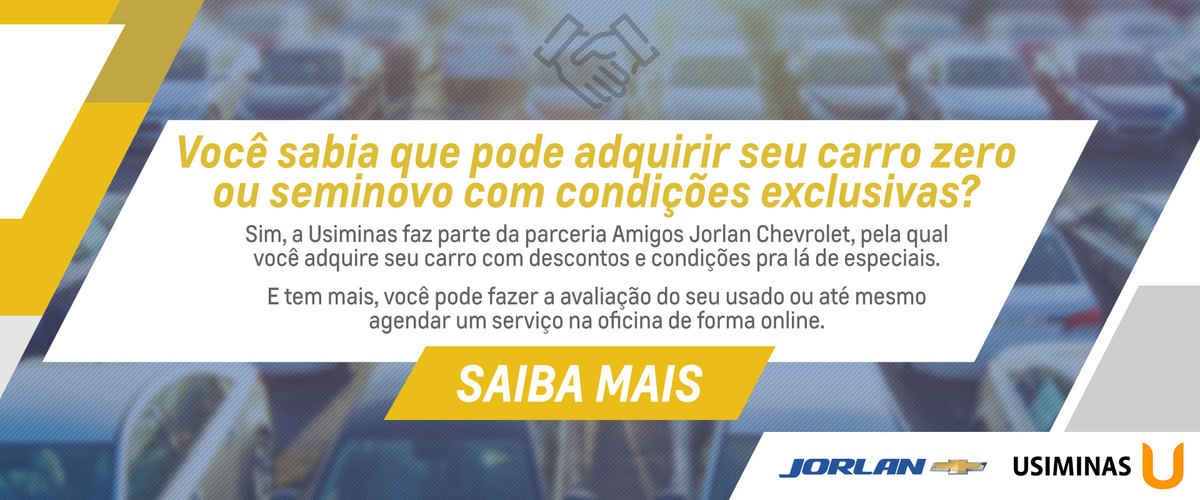 Você sabia que pode adquirir seu carro zero
ou seminovo com condições exclusivas?
Sim, a Usiminas faz parte da parceria Amigos Jorlan Chevrolet, pela qual
você adquire seu carro com descontos e condições pra lá de especiais.
E tem mais, você pode fazer a avaliação do seu usado ou até mesmo
agendar um serviço na oficina de forma online.
SAIBA MAIS
JORLAN USIMINAS